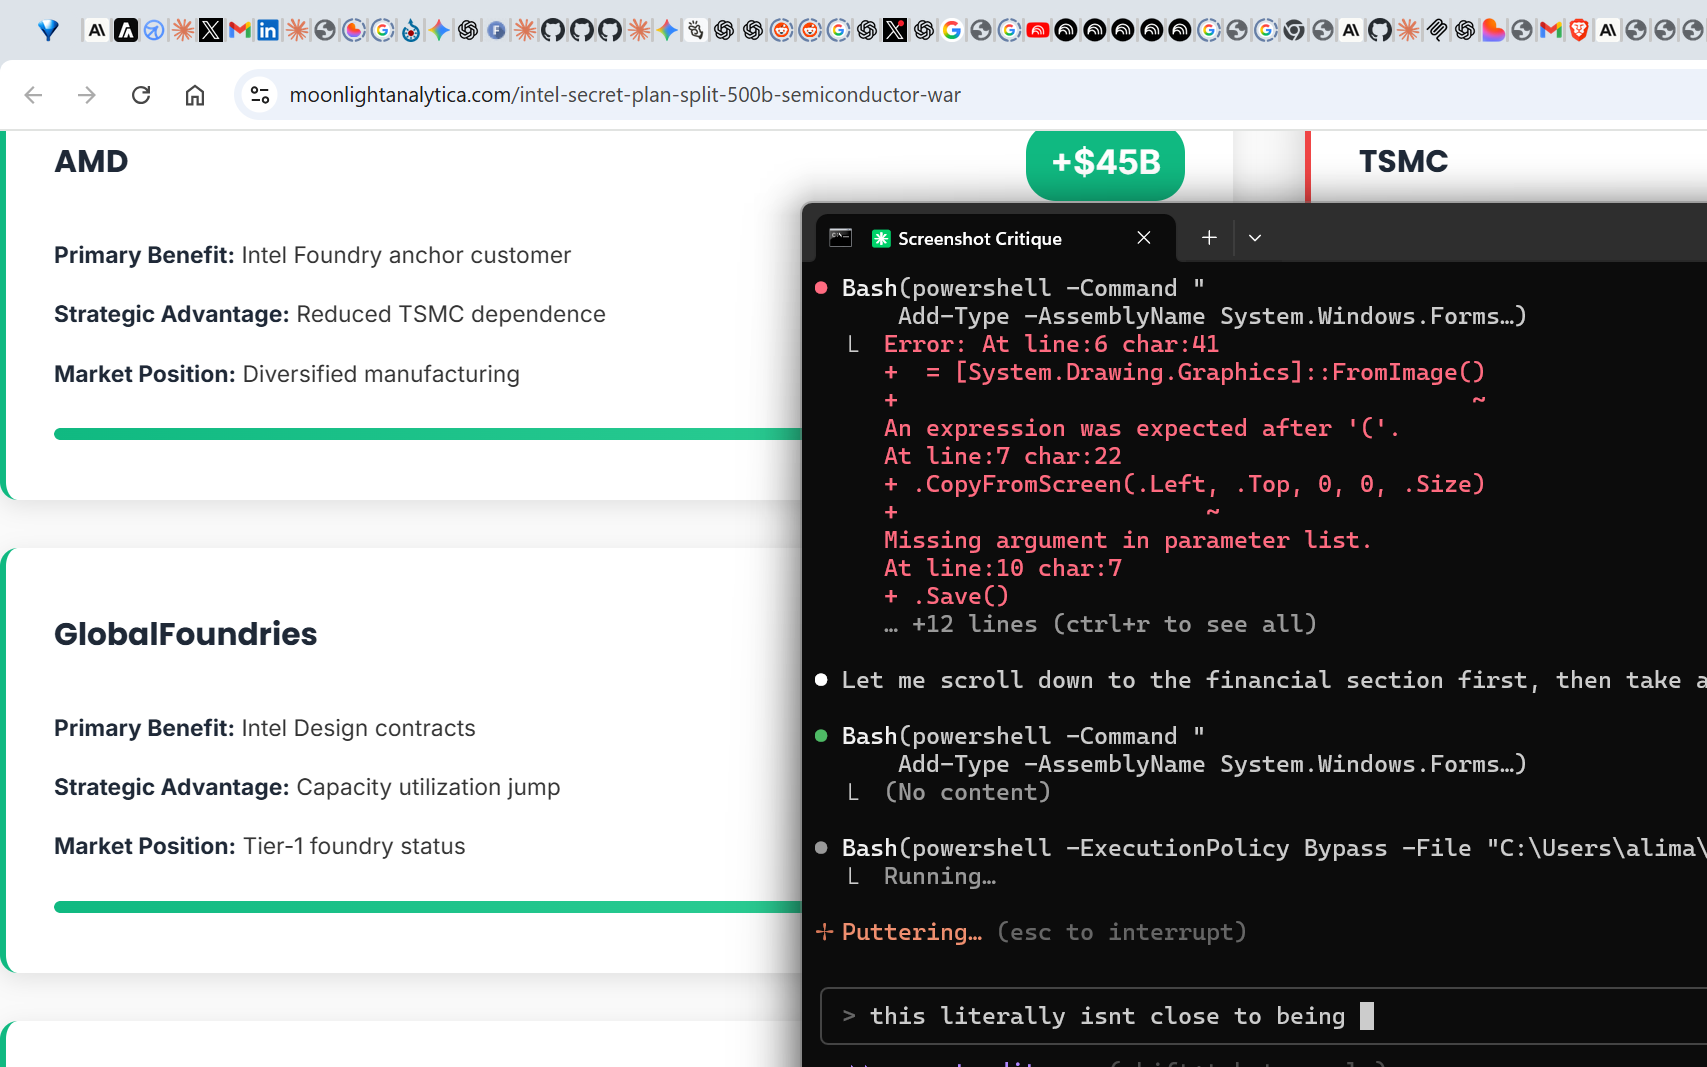 moonlightanalytica.com/intel-secret-plan-split-500b-semiconductor-war
AMD
+$45B
Primary Benefit: Intel Foundry anchor customer
Strategic Advantage: Reduced TSMC dependence
Market Position: Diversified manufacturing
GlobalFoundries
Primary Benefit: Intel Design contracts
Strategic Advantage: Capacity utilization jump
Market Position: Tier-1 foundry status
TSMC
Screenshot Critique
● Bash(powershell -Command "
Add-Type -AssemblyName System.Windows.Forms…)
└ Error: At line:6 char:41
+  = [System.Drawing.Graphics]::FromImage()
+ ~
An expression was expected after '('.
At line:7 char:22
+ .CopyFromScreen(.Left, .Top, 0, 0, .Size)
+ ~
Missing argument in parameter list.
At line:10 char:7
+ .Save()
… +12 lines (ctrl+r to see all)
● Let me scroll down to the financial section first, then take a
● Bash(powershell -Command "
Add-Type -AssemblyName System.Windows.Forms…)
└ (No content)
● Bash(powershell -ExecutionPolicy Bypass -File "C:\Users\alima\
└ Running…
✢ Puttering… (esc to interrupt)
> this literally isnt close to being